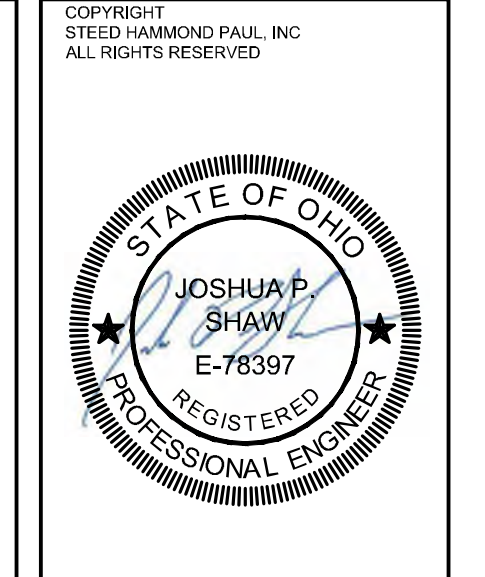 COPYRIGHT
STEED HAMMOND PAUL, INC
ALL RIGHTS RESERVED
STATE OF OHIO
JOSHUA P.
SHAW
E-78397
REGISTERED
PROFESSIONAL ENGINEER